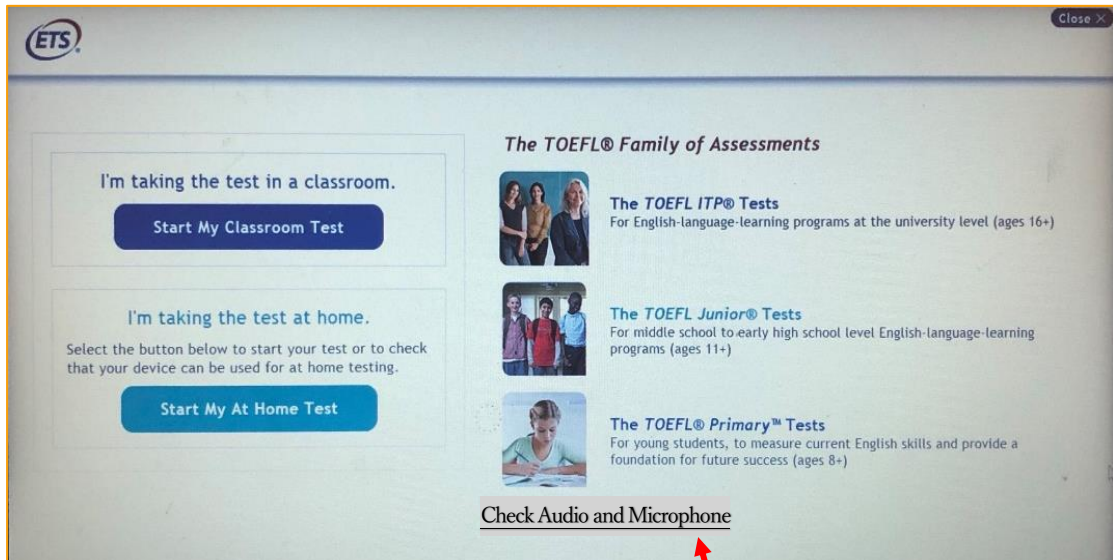 ETS
Close ×
I'm taking the test in a classroom.
Start My Classroom Test
I'm taking the test at home.
Select the button below to start your test or to check
that your device can be used for at home testing.
Start My At Home Test
The TOEFL® Family of Assessments
The TOEFL ITP® Tests
For English-language-learning programs at the university level (ages 16+)
The TOEFL Junior® Tests
For middle school to early high school level English-language-learning
programs (ages 11+)
The TOEFL® Primary™ Tests
For young students, to measure current English skills and provide a
foundation for future success (ages 8+)
Check Audio and Microphone